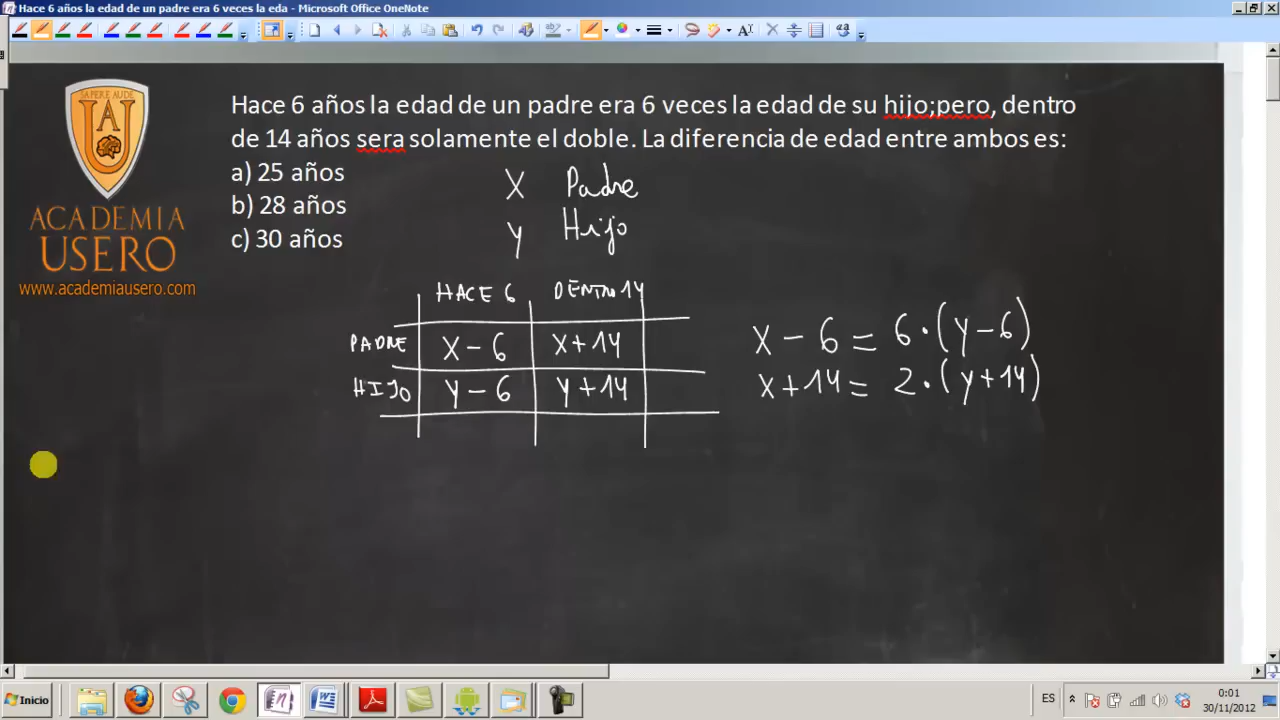 Hace 6 años la edad de un padre era 6 veces la eda - Microsoft Office OneNote
SAPERE AUDE
Hace 6 años la edad de un padre era 6 veces la edad de su hijo;pero, dentro
de 14 años sera solamente el doble. La diferencia de edad entre ambos es:
a) 25 años
b) 28 años
c) 30 años
ACADEMIA
USERO
www.academiausero.com
X Padre
y Hijo
HACE 6 DENTRO 14
PADRE X - 6 X + 14
HIJO y - 6 y + 14
X - 6 = 6 · (y - 6)
X + 14 = 2 · (y + 14)
Inicio
ES
0:01
30/11/2012